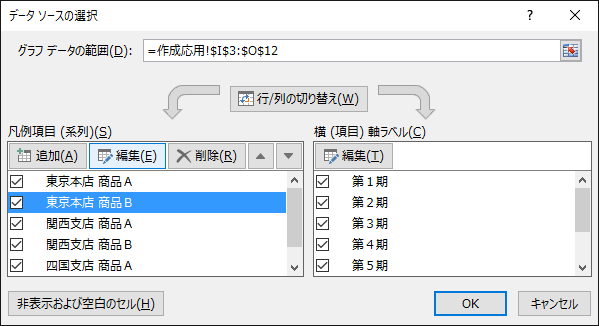 データ ソースの選択
?
グラフ データの範囲(D):
=作成応用!$I$3:$O$12
行/列の切り替え(W)
凡例項目 (系列)(S)
横 (項目) 軸ラベル(C)
追加(A) 編集(E) 削除(R)
編集(T)
東京本店 商品A
第1期
東京本店 商品B
第2期
関西支店 商品A
第3期
関西支店 商品B
第4期
四国支店 商品A
第5期
非表示および空白のセル(H)
OK
キャンセル